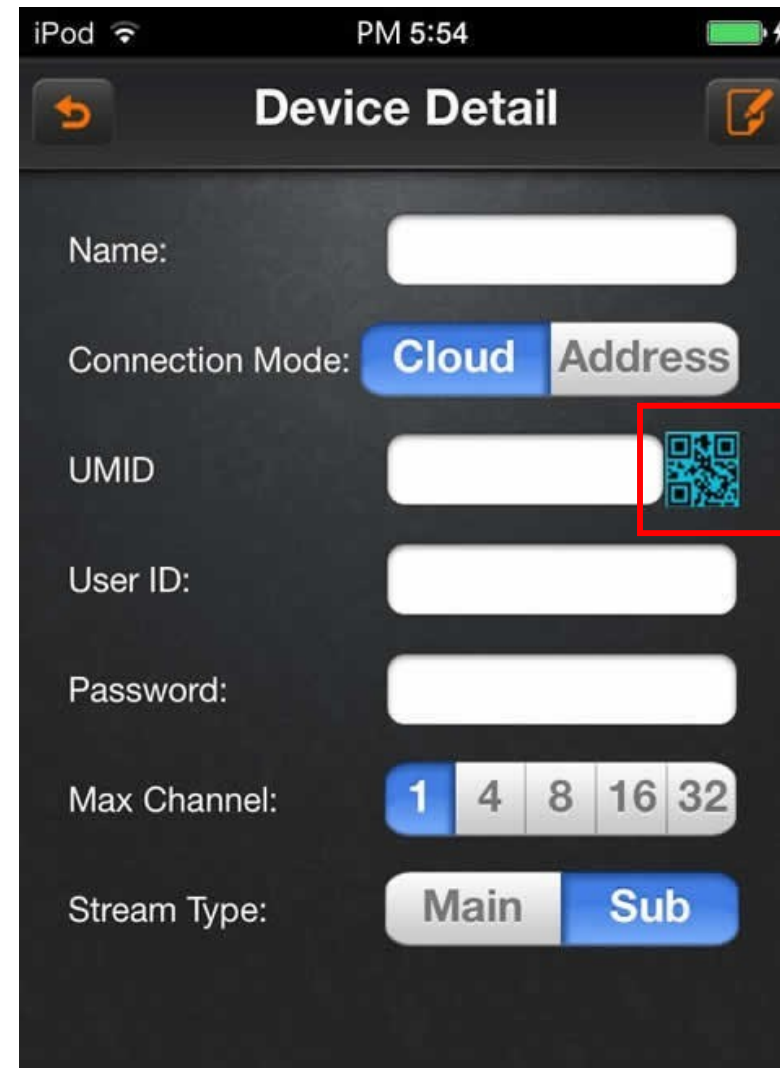 iPod PM 5:54
Device Detail
Name:
Connection Mode: Cloud Address
UMID
User ID:
Password:
Max Channel: 1 4 8 16 32
Stream Type: Main Sub